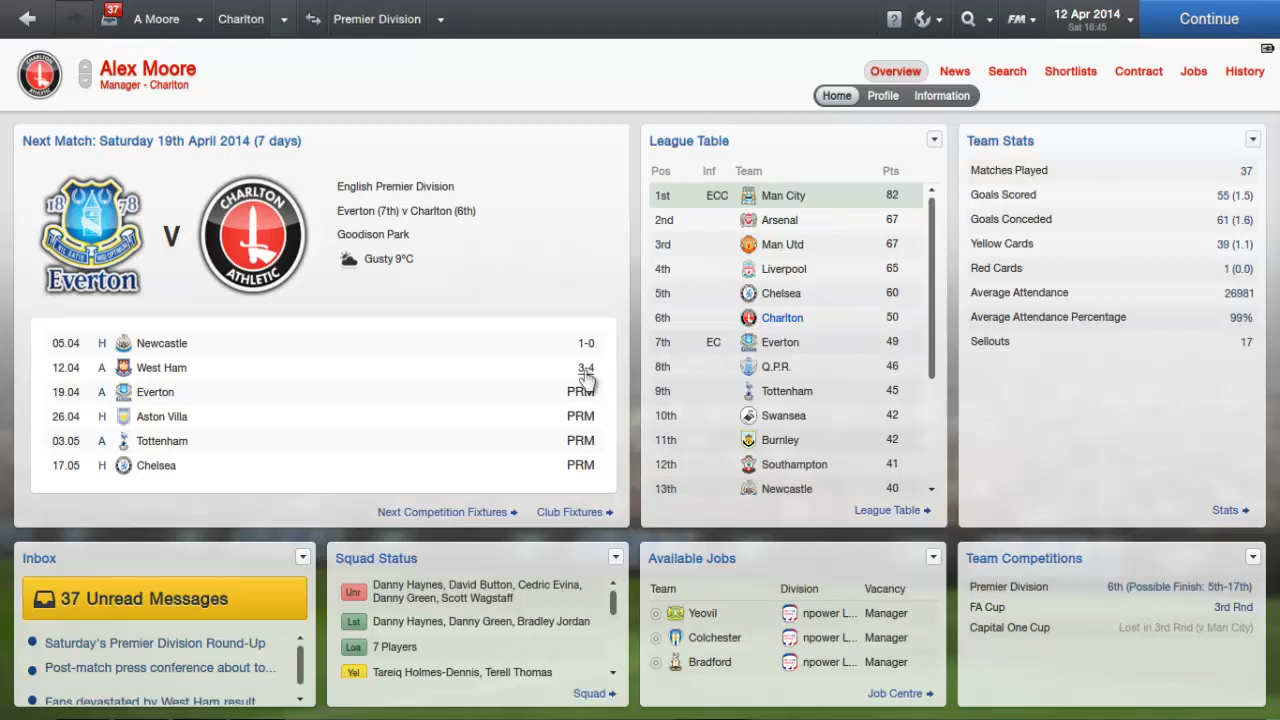 37
A Moore
Charlton
Premier Division
?
FM
12 Apr 2014
Sat 16:45
Continue
Alex Moore
Manager - Charlton
Overview News Search Shortlists Contract Jobs History
Home Profile Information
Next Match: Saturday 19th April 2014 (7 days)
18 78
Everton
V
CHARLTON
ATHLETIC
English Premier Division
Everton (7th) v Charlton (6th)
Goodison Park
Gusty 9°C
05.04 H Newcastle 1-0
12.04 A West Ham 3-4
19.04 A Everton PRM
26.04 H Aston Villa PRM
03.05 A Tottenham PRM
17.05 H Chelsea PRM
Next Competition Fixtures
Club Fixtures
League Table
Pos Inf Team Pts
1st ECC Man City 82
2nd Arsenal 67
3rd Man Utd 67
4th Liverpool 65
5th Chelsea 60
6th Charlton 50
7th EC Everton 49
8th Q.P.R. 46
9th Tottenham 45
10th Swansea 42
11th Burnley 42
12th Southampton 41
13th Newcastle 40
League Table
Team Stats
Matches Played 37
Goals Scored 55 (1.5)
Goals Conceded 61 (1.6)
Yellow Cards 39 (1.1)
Red Cards 1 (0.0)
Average Attendance 26981
Average Attendance Percentage 99%
Sellouts 17
Stats
Inbox
37 Unread Messages
Saturday's Premier Division Round-Up
Post-match press conference about to...
Fans devastated by West Ham result
Squad Status
Unr Danny Haynes, David Button, Cedric Evina,
Danny Green, Scott Wagstaff
Lst Danny Haynes, Danny Green, Bradley Jordan
Loa 7 Players
Yel Tareiq Holmes-Dennis, Terell Thomas
Squad
Available Jobs
Team Division Vacancy
Yeovil npower L... Manager
Colchester npower L... Manager
Bradford npower L... Manager
Job Centre
Team Competitions
Premier Division 6th (Possible Finish: 5th-17th)
FA Cup 3rd Rnd
Capital One Cup Lost in 3rd Rnd (v Man City)